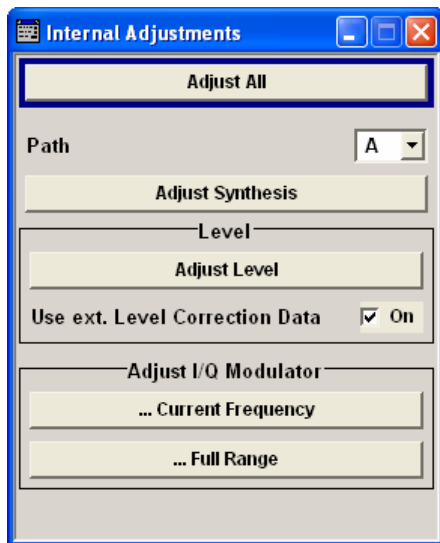 Internal Adjustments
Adjust All
Path A
Adjust Synthesis
Level
Adjust Level
Use ext. Level Correction Data On
Adjust I/Q Modulator
... Current Frequency
... Full Range